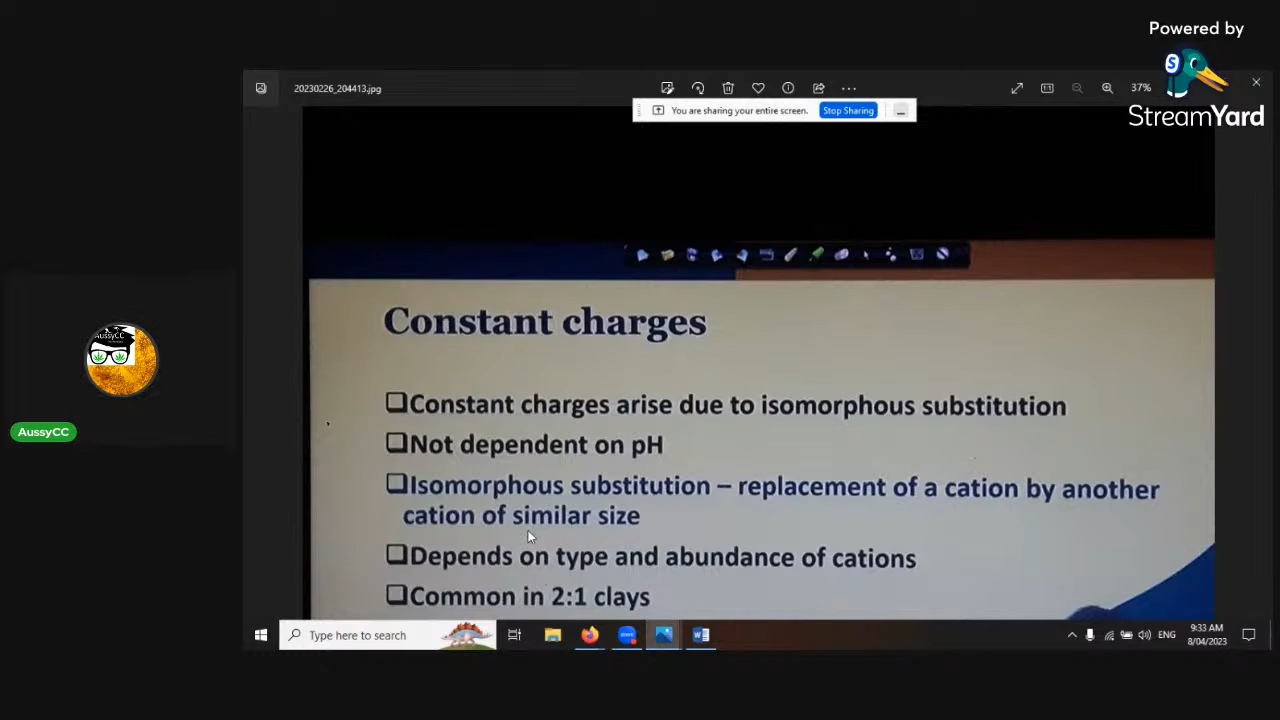 Powered by
StreamYard
20230226_204413.jpg
37%
You are sharing your entire screen.
Stop Sharing
AussyCC
AussyCC
Constant charges
Constant charges arise due to isomorphous substitution
Not dependent on pH
Isomorphous substitution – replacement of a cation by another
cation of similar size
Depends on type and abundance of cations
Common in 2:1 clays
Type here to search
ENG
9:33 AM
8/04/2023